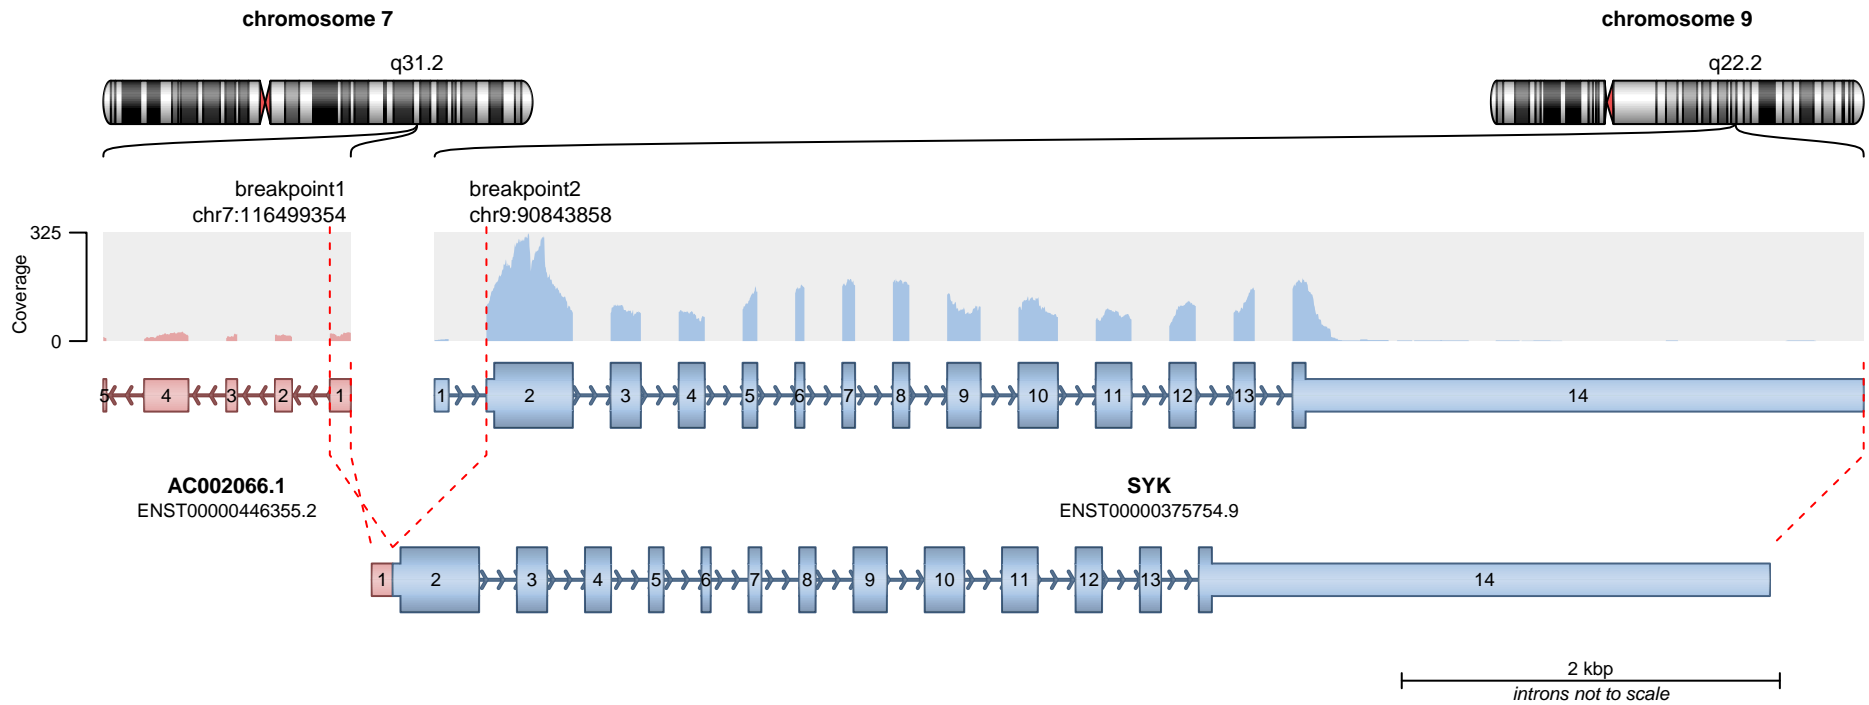 chromosome 7
chromosome 9
q31.2
q22.2
breakpoint1
chr7:116499354
breakpoint2
chr9:90843858
Coverage
325
0
5 4 3 2 1
1 2 3 4 5 6 7 8 9 10 11 12 13 14
AC002066.1
ENST00000446355.2
SYK
ENST00000375754.9
1 2 3 4 5 6 7 8 9 10 11 12 13 14
2 kbp
introns not to scale